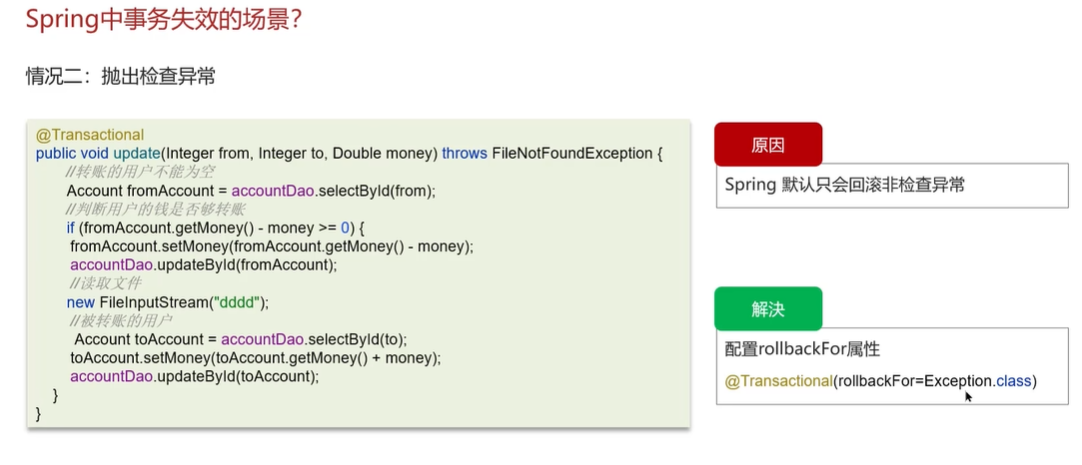 Spring中事务失效的场景？
情况二：抛出检查异常
@Transactional
public void update(Integer from, Integer to, Double money) throws FileNotFoundException {
//转账的用户不能为空
Account fromAccount = accountDao.selectById(from);
//判断用户的钱是否够转账
if (fromAccount.getMoney() - money >= 0) {
fromAccount.setMoney(fromAccount.getMoney() - money);
accountDao.updateById(fromAccount);
//读取文件
new FileInputStream("dddd");
//被转账的用户
Account toAccount = accountDao.selectById(to);
toAccount.setMoney(toAccount.getMoney() + money);
accountDao.updateById(toAccount);
}
}
原因
Spring 默认只会回滚非检查异常
解决
配置rollbackFor属性
@Transactional(rollbackFor=Exception.class)